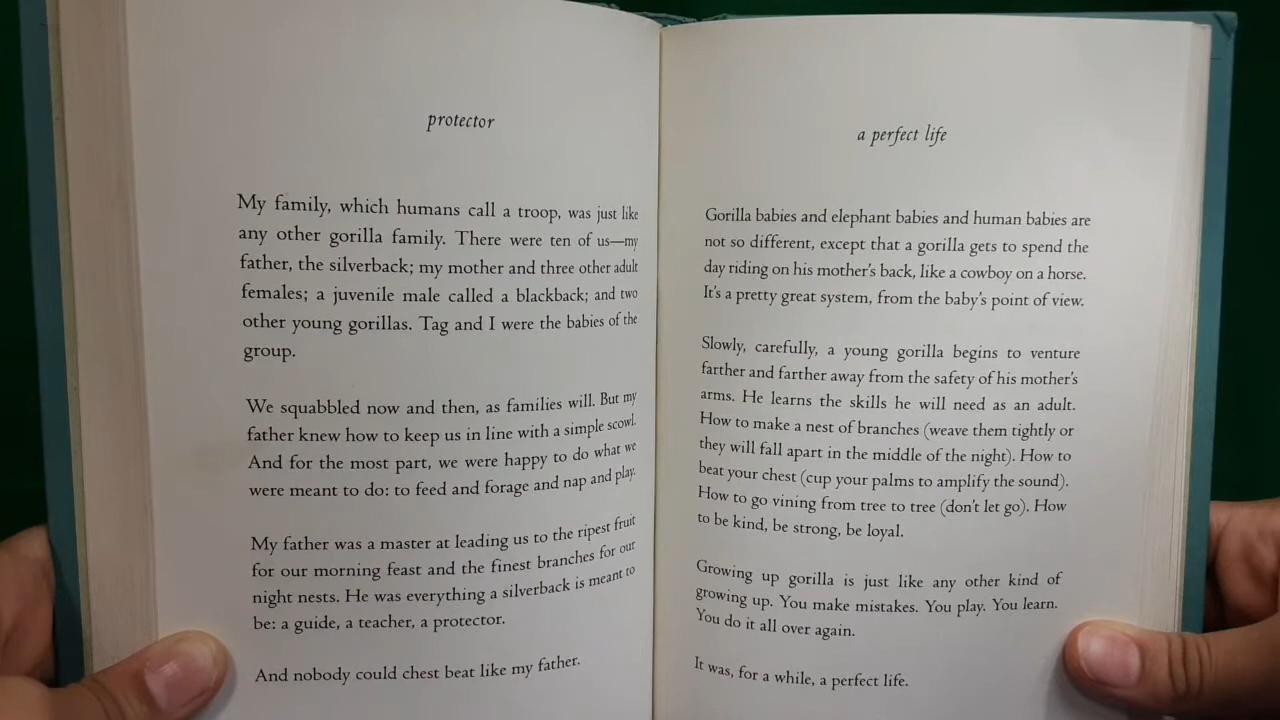 protector
My family, which humans call a troop, was just like
any other gorilla family. There were ten of us—my
father, the silverback; my mother and three other adult
females; a juvenile male called a blackback; and two
other young gorillas. Tag and I were the babies of the
group.
We squabbled now and then, as families will. But my
father knew how to keep us in line with a simple scowl.
And for the most part, we were happy to do what we
were meant to do: to feed and forage and nap and play.
My father was a master at leading us to the ripest fruit
for our morning feast and the finest branches for our
night nests. He was everything a silverback is meant to
be: a guide, a teacher, a protector.
And nobody could chest beat like my father.
a perfect life
Gorilla babies and elephant babies and human babies are
not so different, except that a gorilla gets to spend the
day riding on his mother's back, like a cowboy on a horse.
It's a pretty great system, from the baby's point of view.
Slowly, carefully, a young gorilla begins to venture
farther and farther away from the safety of his mother's
arms. He learns the skills he will need as an adult.
How to make a nest of branches (weave them tightly or
they will fall apart in the middle of the night). How to
beat your chest (cup your palms to amplify the sound).
How to go vining from tree to tree (don't let go). How
to be kind, be strong, be loyal.
Growing up gorilla is just like any other kind of
growing up. You make mistakes. You play. You learn.
You do it all over again.
It was, for a while, a perfect life.